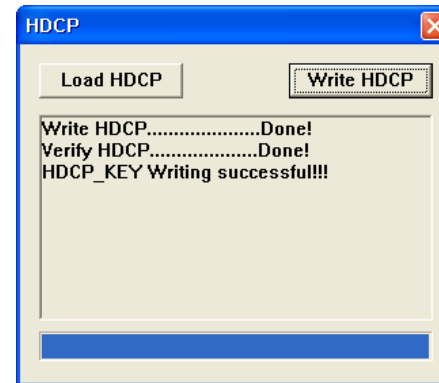 HDCP
Load HDCP
Write HDCP
Write HDCP.....................Done!
Verify HDCP....................Done!
HDCP_KEY Writing successful!!!